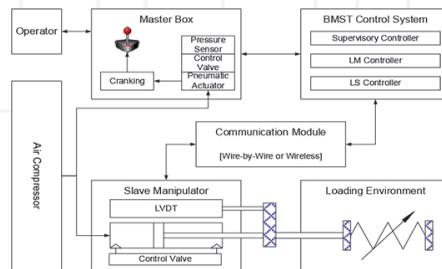 Operator
Master Box
Pressure
Sensor
Control
Valve
Pneumatic
Actuator
Cranking
BMST Control System
Supervisory Controller
LM Controller
LS Controller
Air Compressor
Communication Module
[Wire-by-Wire or Wireless]
Slave Manipulator
LVDT
Control Valve
Loading Environment